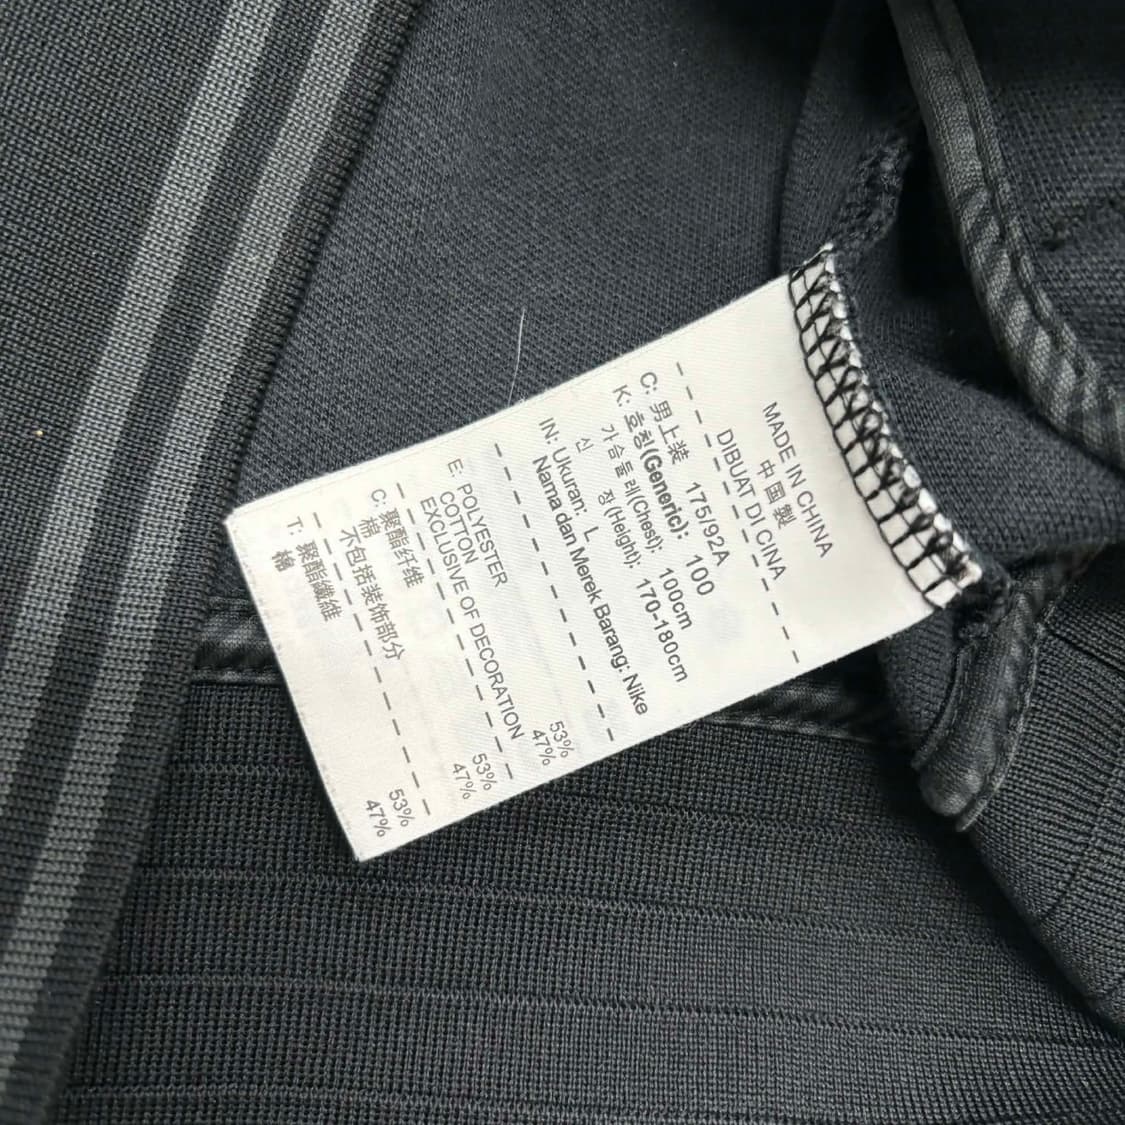 MADE IN CHINA
中国製
DIBUAT DI CINA
C: 男上装 175/92A
K: 호칭(Generic): 100
가슴둘레(Chest): 100cm
신 장(Height): 170-180cm
IN: Ukuran: L
Nama dan Merek Barang: Nike
E: POLYESTER 53%
COTTON 47%
EXCLUSIVE OF DECORATION
C: 聚酯纤维 53%
棉 47%
不包括装饰部分
T: 聚酯纖維 53%
棉 47%